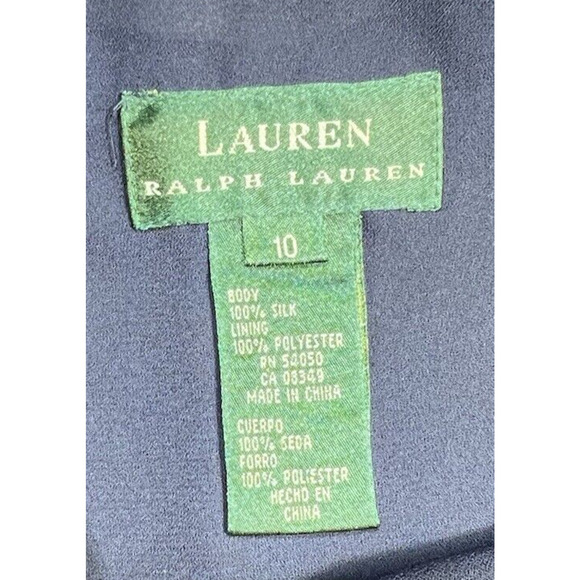 LAUREN
RALPH LAUREN
10
BODY
100% SILK
LINING
100% POLYESTER
RN 54050
CA 08349
MADE IN CHINA
CUERPO
100% SEDA
FORRO
100% POLIESTER
HECHO EN
CHINA